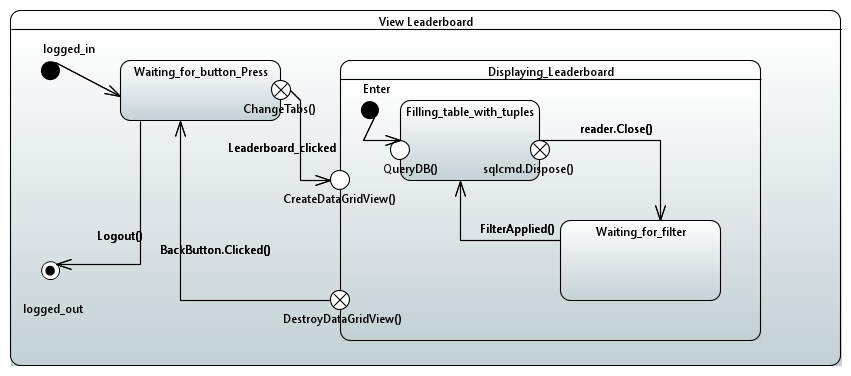 View Leaderboard
logged_in
Waiting_for_button_Press
ChangeTabs()
Leaderboard_clicked
CreateDataGridView()
Logout()
BackButton.Clicked()
logged_out
DestroyDataGridView()
Displaying_Leaderboard
Enter
Filling_table_with_tuples
QueryDB()
sqlcmd.Dispose()
reader.Close()
FilterApplied()
Waiting_for_filter